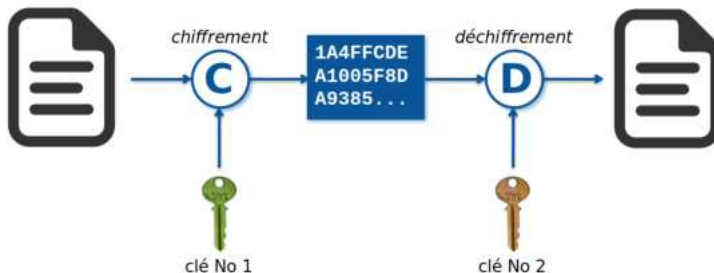 chiffrement
déchiffrement
C
1A4FFCDE
A1005F8D
A9385...
D
clé No 1
clé No 2